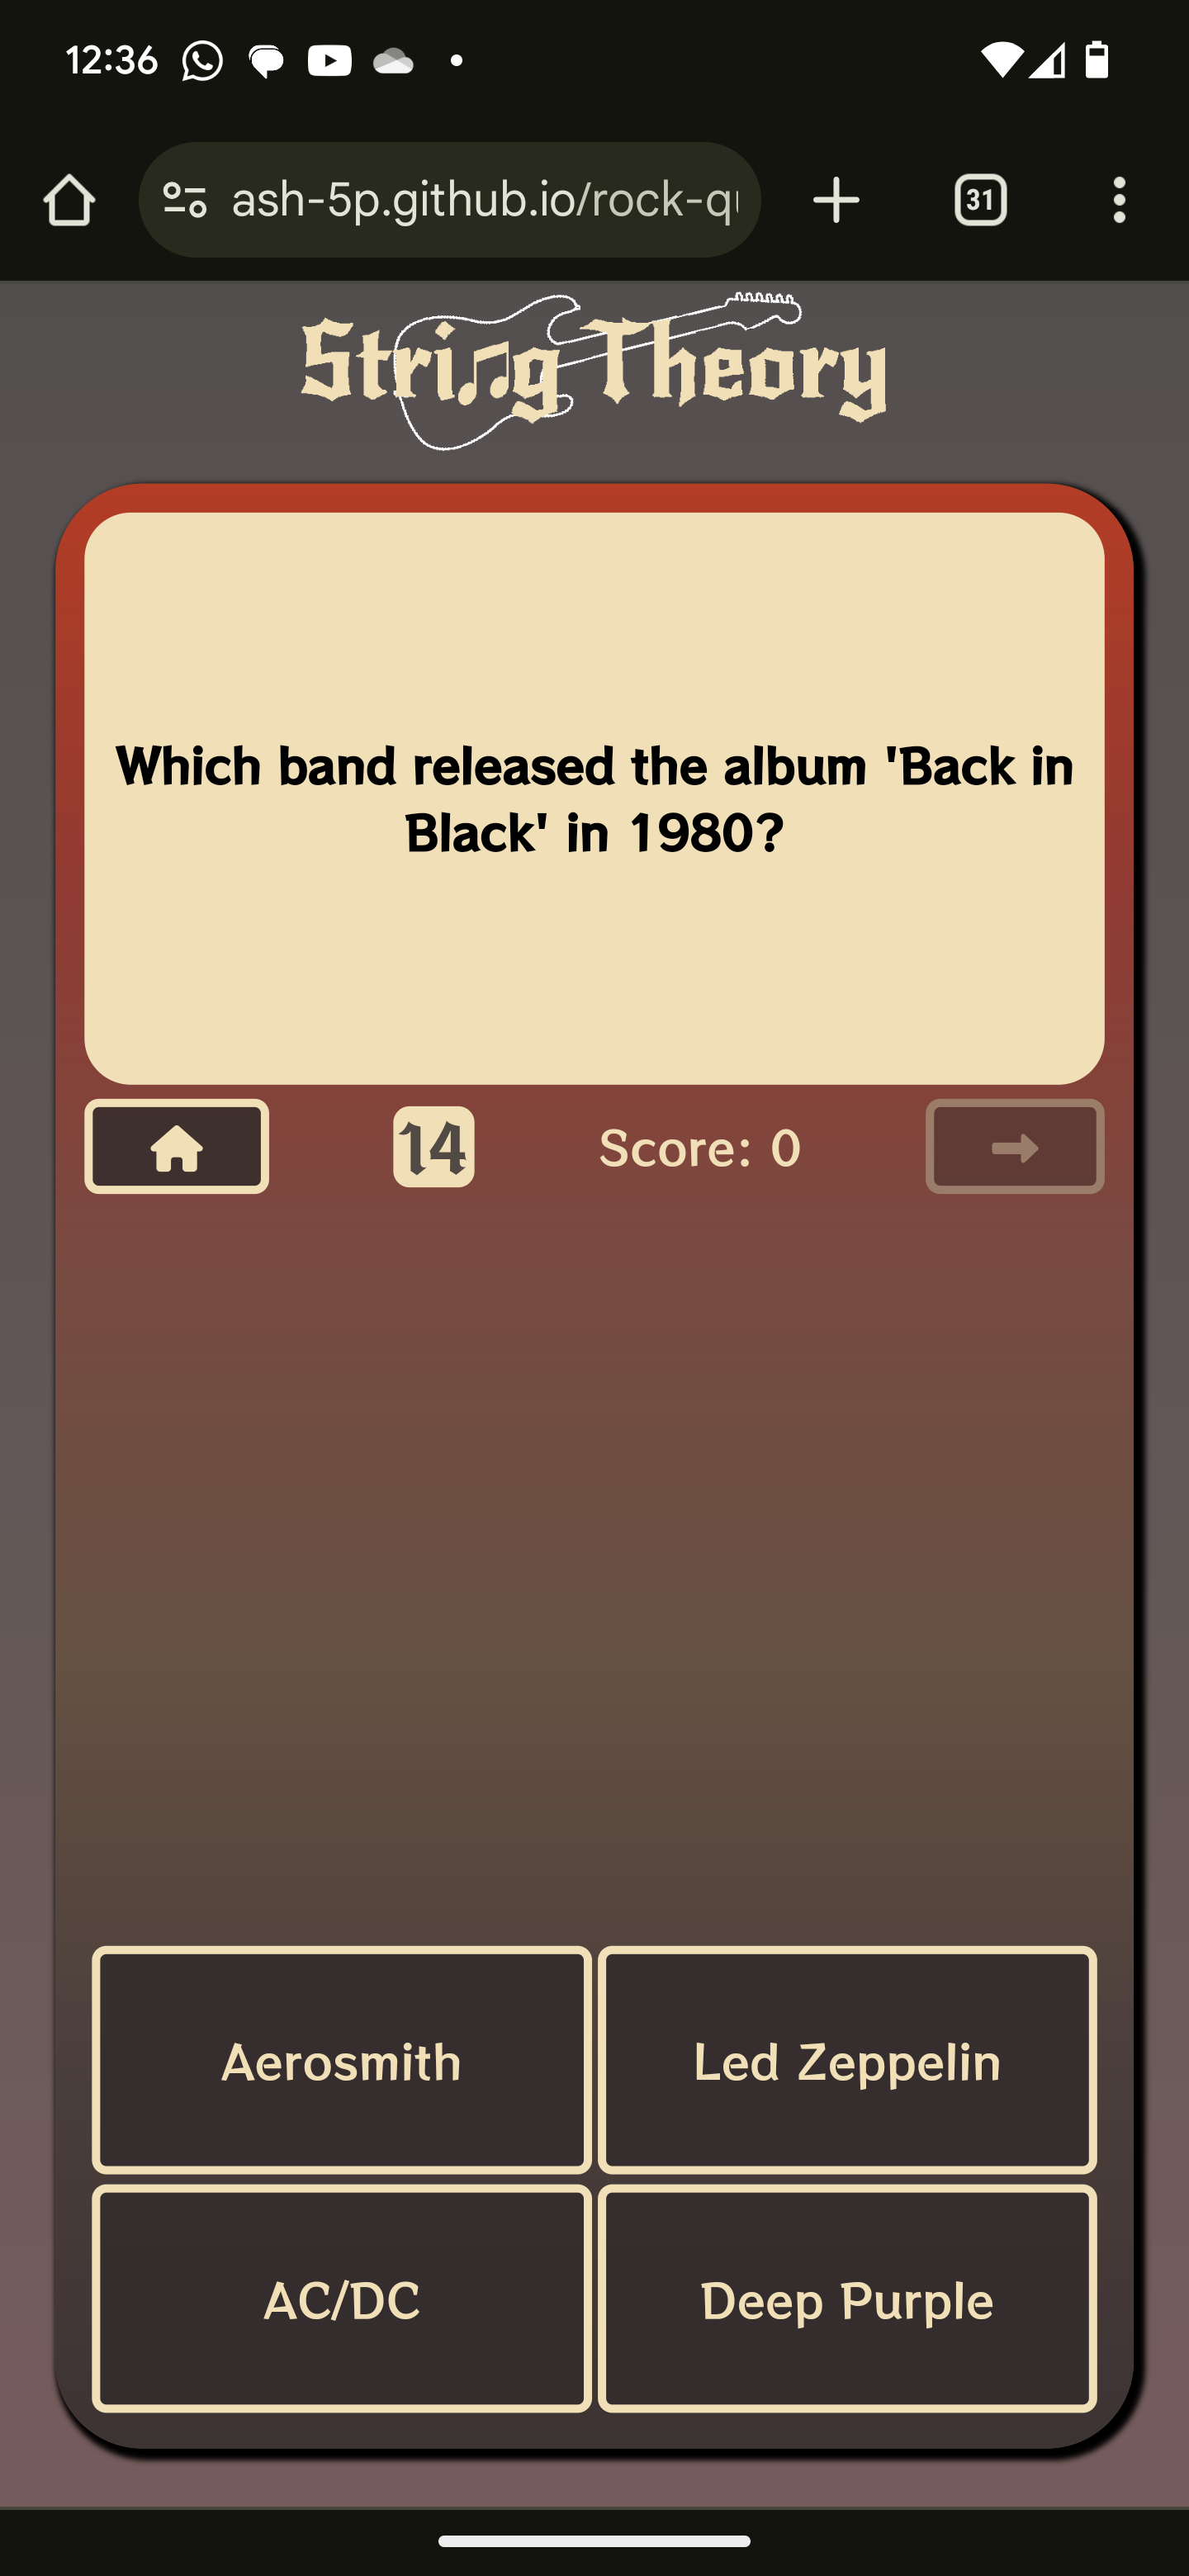 12:36
ash-5p.github.io/rock-q
31
String Theory
Which band released the album 'Back in
Black' in 1980?
14
Score: 0
Aerosmith
Led Zeppelin
AC/DC
Deep Purple